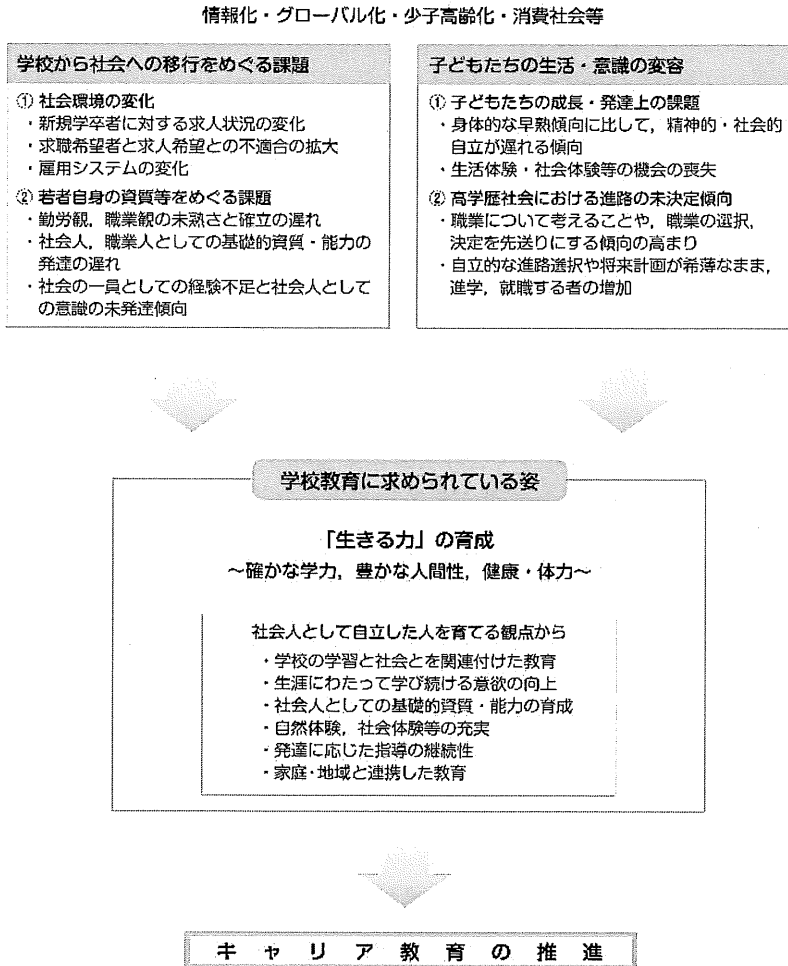 情報化・グローバル化・少子高齢化・消費社会等
学校から社会への移行をめぐる課題
① 社会環境の変化
・新規学卒者に対する求人状況の変化
・求職希望者と求人希望との不適合の拡大
・雇用システムの変化
② 若者自身の資質等をめぐる課題
・勤労観，職業観の未熟さと確立の遅れ
・社会人，職業人としての基礎的資質・能力の
発達の遅れ
・社会の一員としての経験不足と社会人として
の意識の未発達傾向
子どもたちの生活・意識の変容
① 子どもたちの成長・発達上の課題
・身体的な早熟傾向に比して，精神的・社会的
自立が遅れる傾向
・生活体験・社会体験等の機会の喪失
② 高学歴社会における進路の未決定傾向
・職業について考えることや，職業の選択，
決定を先送りにする傾向の高まり
・自立的な進路選択や将来計画が希薄なまま，
進学，就職する者の増加
学校教育に求められている姿
「生きる力」の育成
～確かな学力，豊かな人間性，健康・体力～
社会人として自立した人を育てる観点から
・学校の学習と社会とを関連付けた教育
・生涯にわたって学び続ける意欲の向上
・社会人としての基礎的資質・能力の育成
・自然体験，社会体験等の充実
・発達に応じた指導の継続性
・家庭・地域と連携した教育
キャリア教育の推進